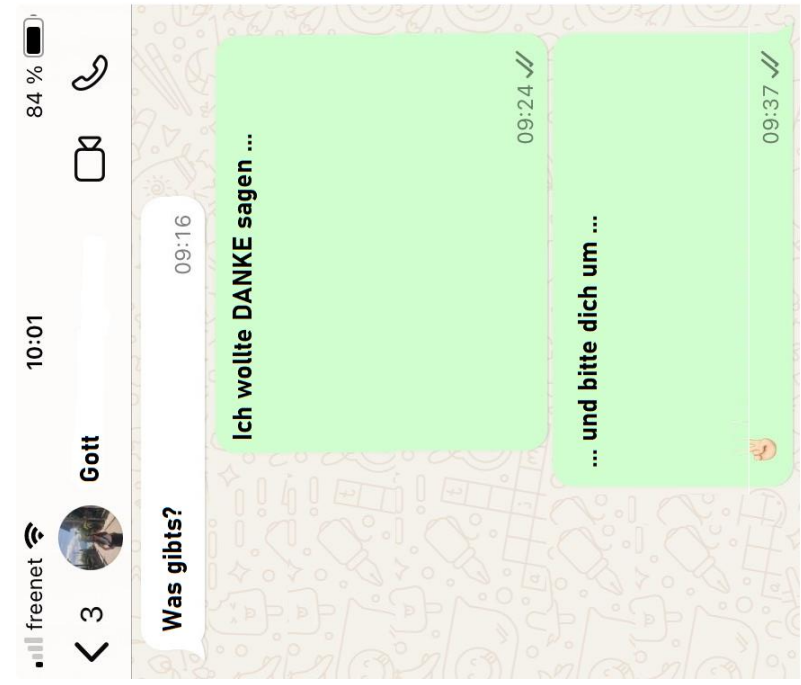 freenet 10:01 84 %
3 Gott
Was gibts?
09:16
Ich wollte DANKE sagen ...
09:24
... und bitte dich um ...
09:37